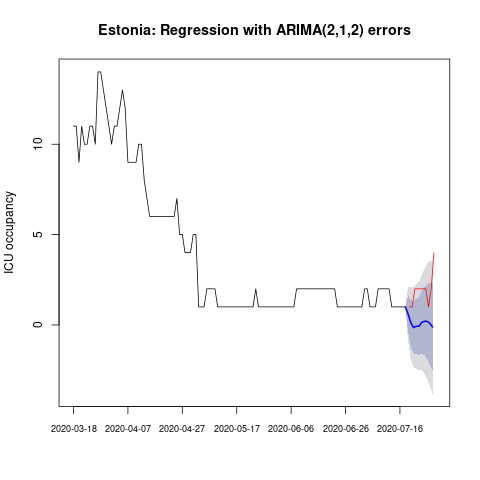 Estonia: Regression with ARIMA(2,1,2) errors
ICU occupancy
10
5
0
2020-03-18 2020-04-07 2020-04-27 2020-05-17 2020-06-06 2020-06-26 2020-07-16